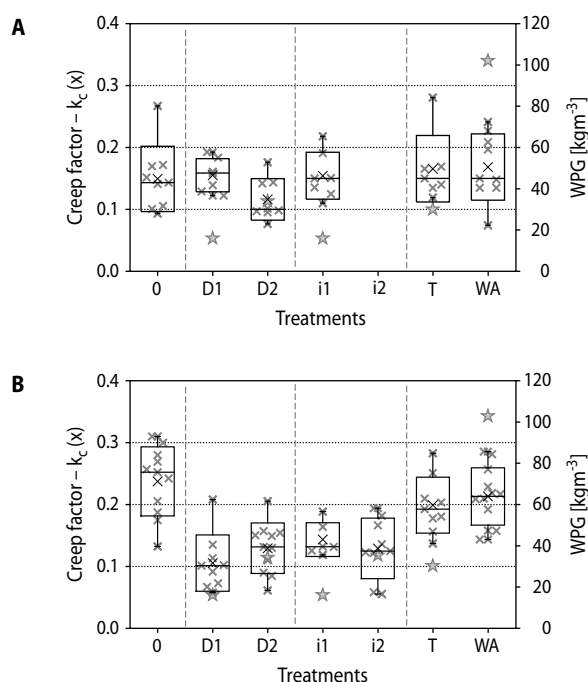 A
Creep factor – kc (x)
WPG [kgm-3]
0.4
0.3
0.2
0.1
0.0
120
100
80
60
40
20
0
0 D1 D2 i1 i2 T WA
Treatments
B
Creep factor – kc (x)
WPG [kgm-3]
0.4
0.3
0.2
0.1
0.0
120
100
80
60
40
20
0
0 D1 D2 i1 i2 T WA
Treatments